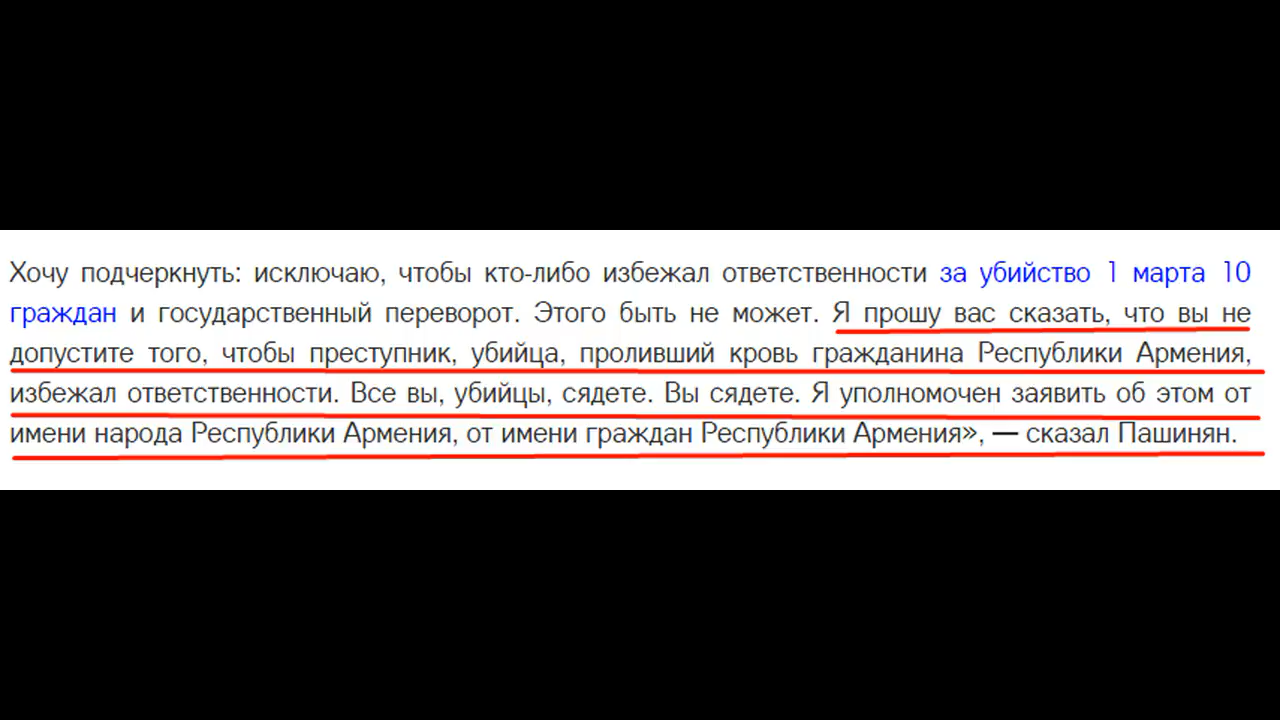 Хочу подчеркнуть: исключаю, чтобы кто-либо избежал ответственности за убийство 1 марта 10
граждан и государственный переворот. Этого быть не может. Я прошу вас сказать, что вы не
допустите того, чтобы преступник, убийца, проливший кровь гражданина Республики Армения,
избежал ответственности. Все вы, убийцы, сядете. Вы сядете. Я уполномочен заявить об этом от
имени народа Республики Армения, от имени граждан Республики Армения», — сказал Пашинян.